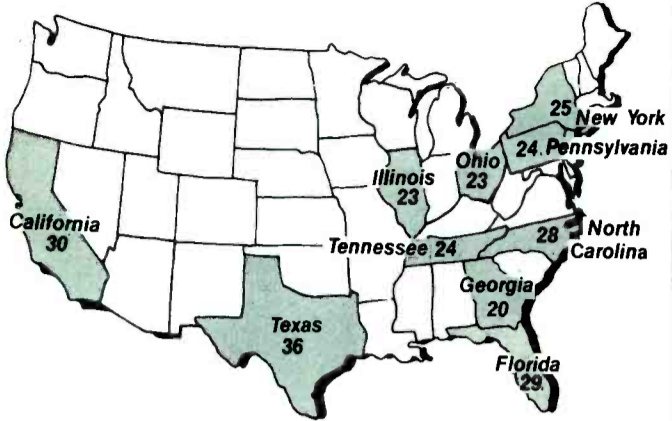 25 New York
24. Pennsylvania
Ohio
23
Illinois
23
California
30
Tennessee 24
28 North
Carolina
Georgia
20
Texas
36
Florida
29.